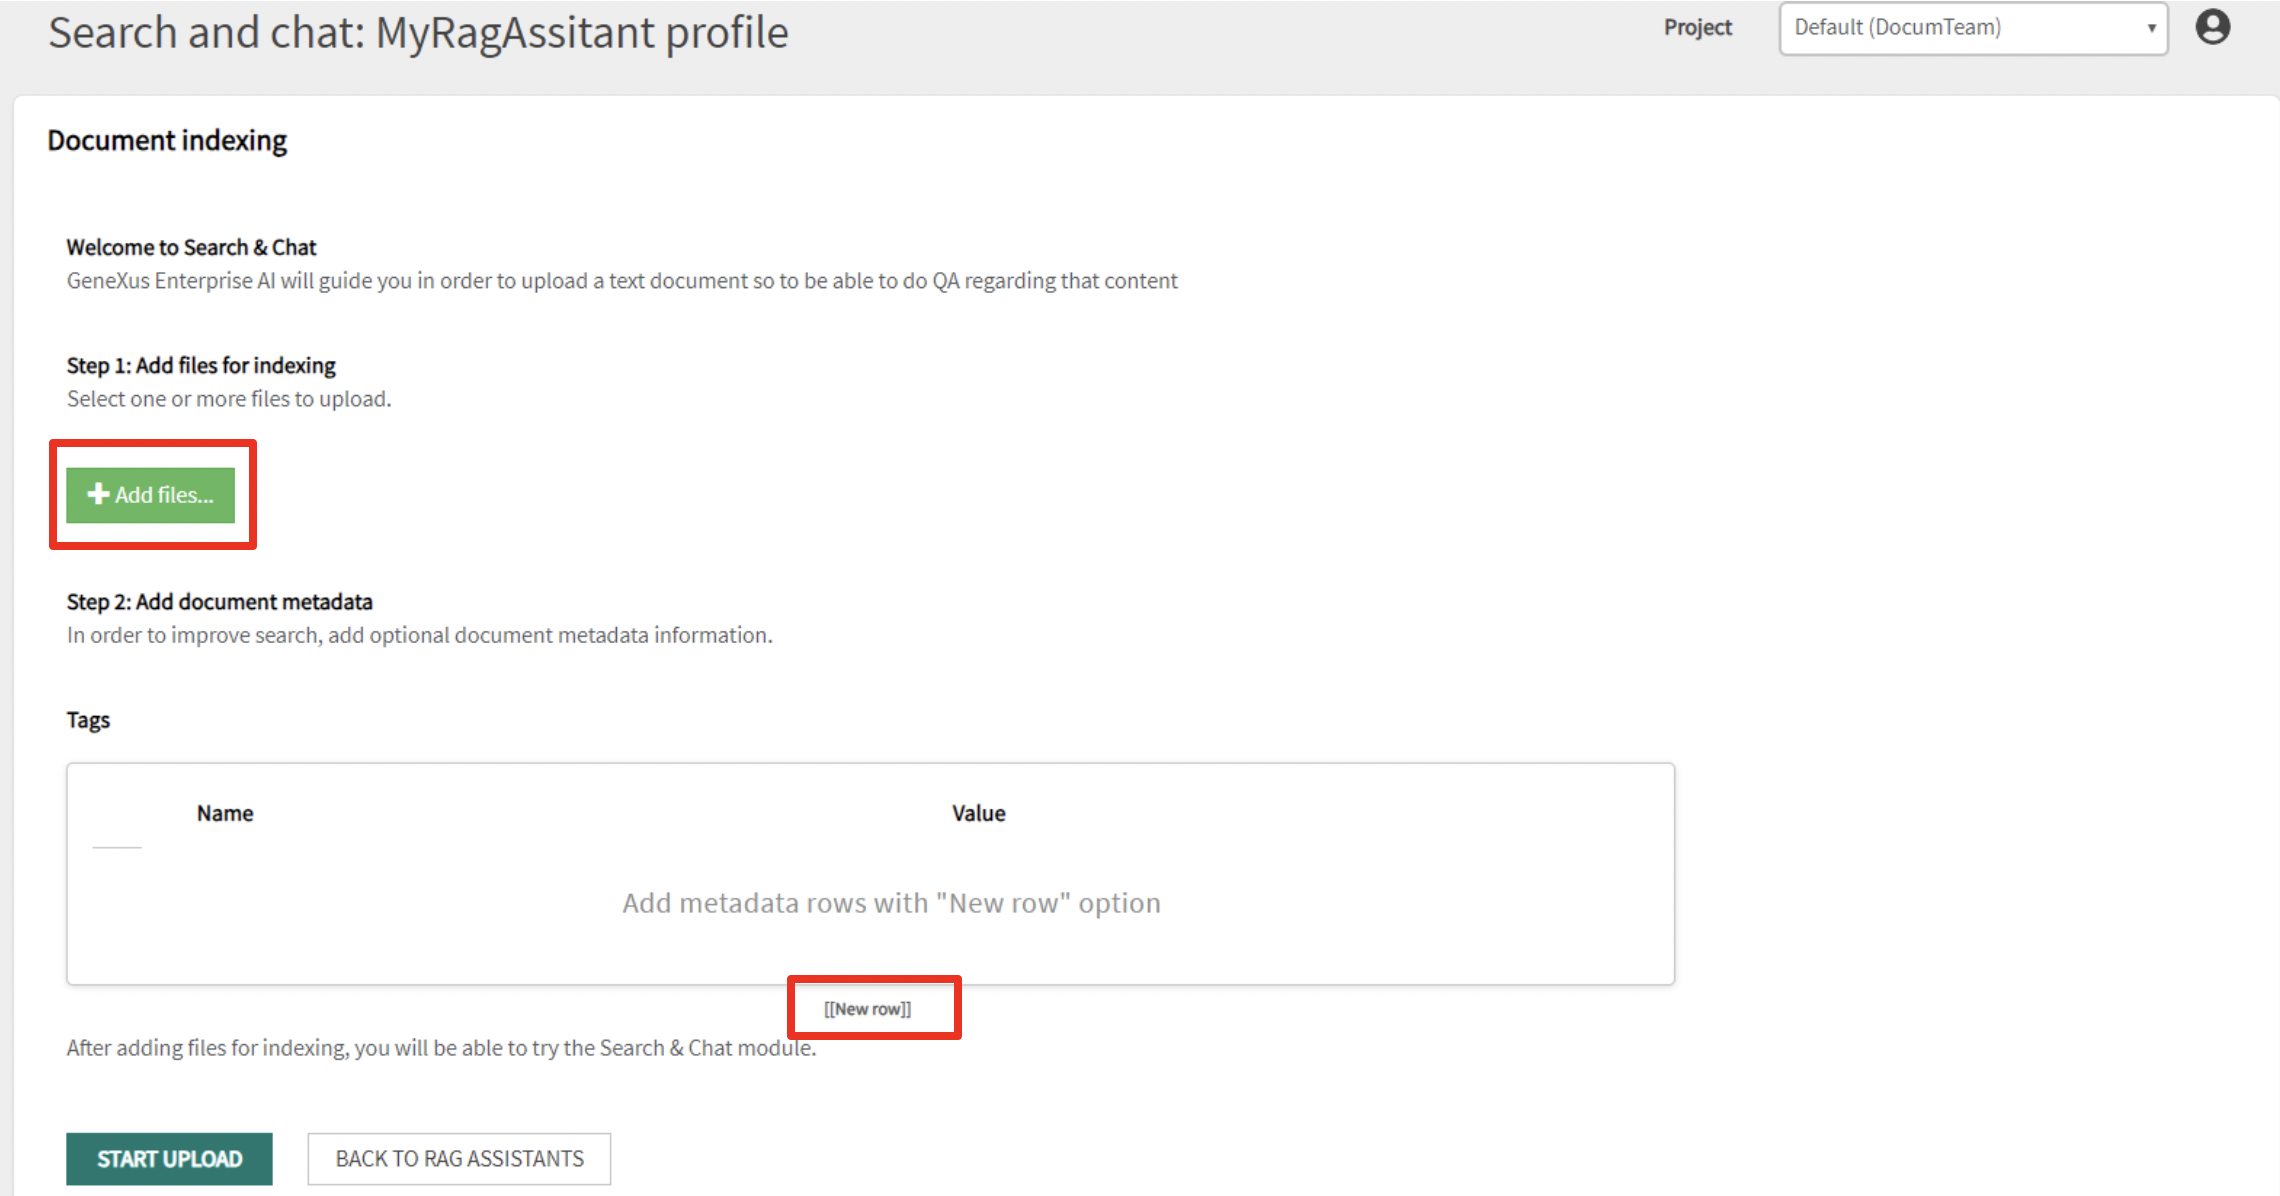 Search and chat: MyRagAssitant profile
Project
Default (DocumTeam)
Document indexing
Welcome to Search & Chat
GeneXus Enterprise AI will guide you in order to upload a text document so to be able to do QA regarding that content
Step 1: Add files for indexing
Select one or more files to upload.
Add files...
Step 2: Add document metadata
In order to improve search, add optional document metadata information.
Tags
Name Value
Add metadata rows with "New row" option
[[New row]]
After adding files for indexing, you will be able to try the Search & Chat module.
START UPLOAD
BACK TO RAG ASSISTANTS